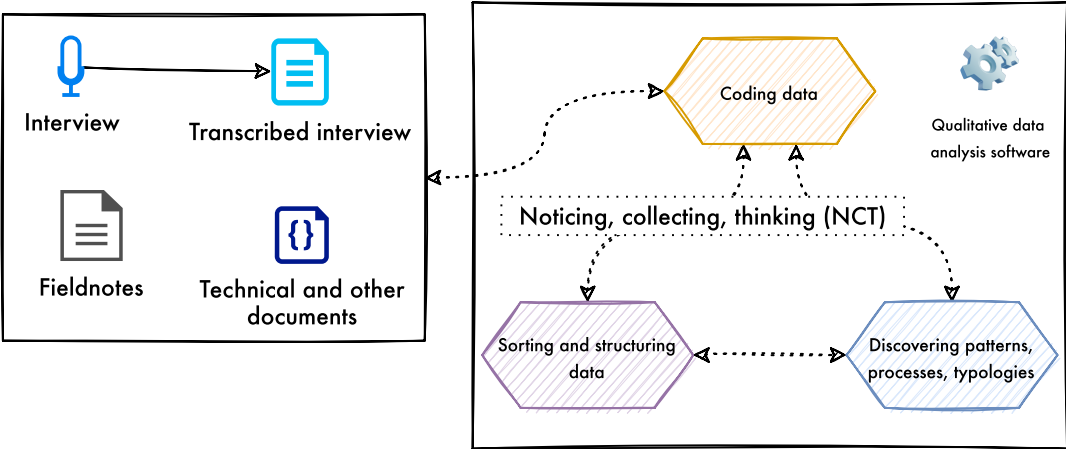 Interview
Transcribed interview
Fieldnotes
{}
Technical and other
documents
Coding data
Qualitative data
analysis software
Noticing, collecting, thinking (NCT)
Sorting and structuring
data
Discovering patterns,
processes, typologies